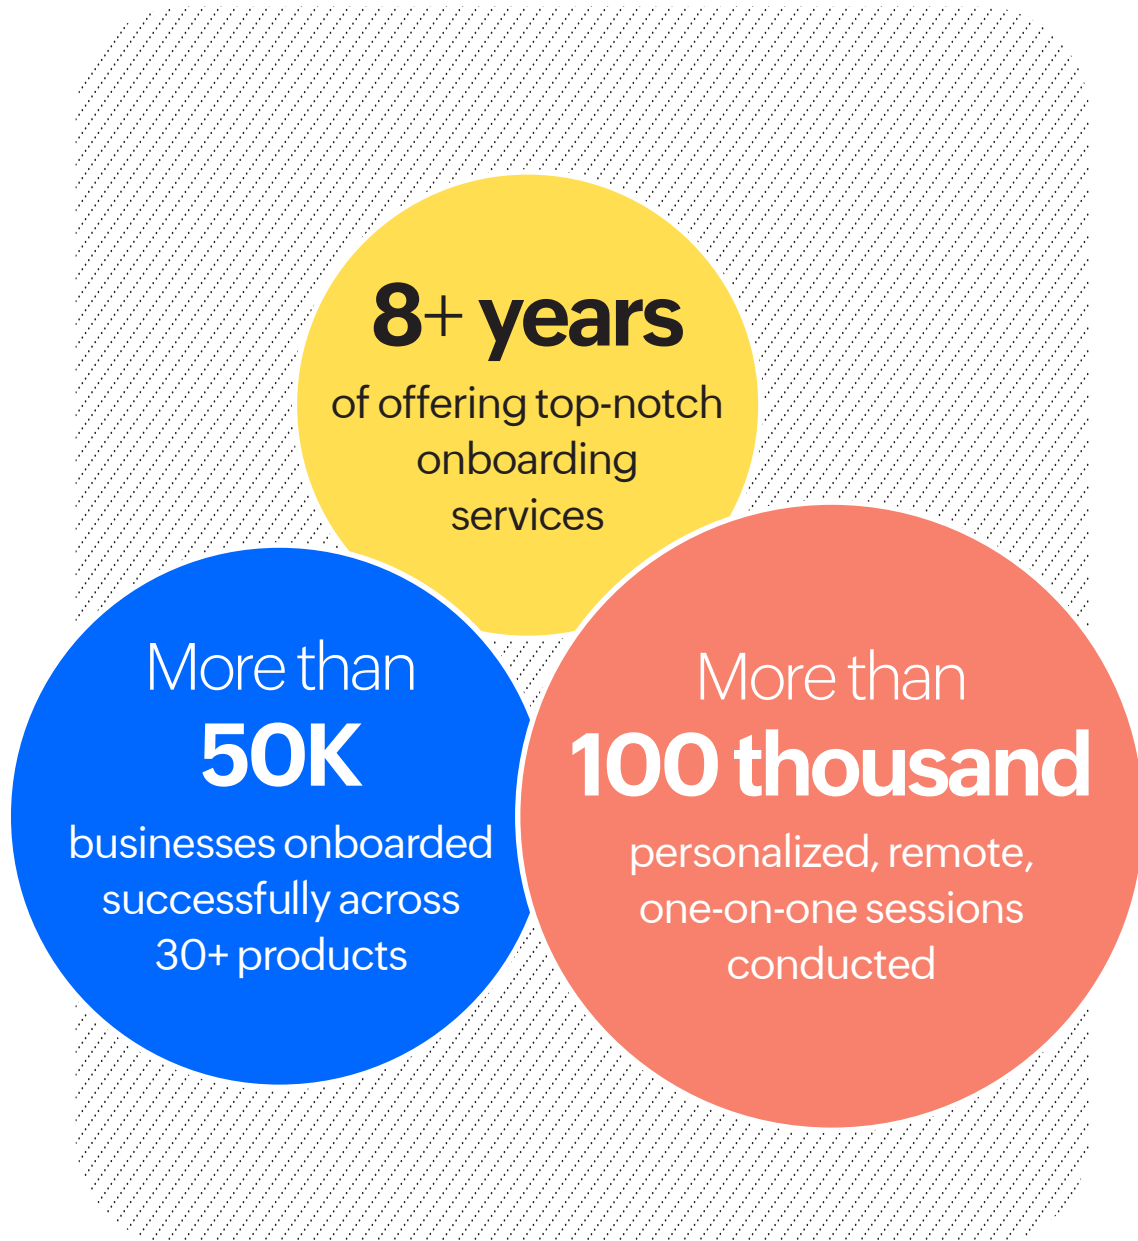 8+ years
of offering top-notch
onboarding
services
More than
50K
businesses onboarded
successfully across
30+ products
More than
100 thousand
personalized, remote,
one-on-one sessions
conducted